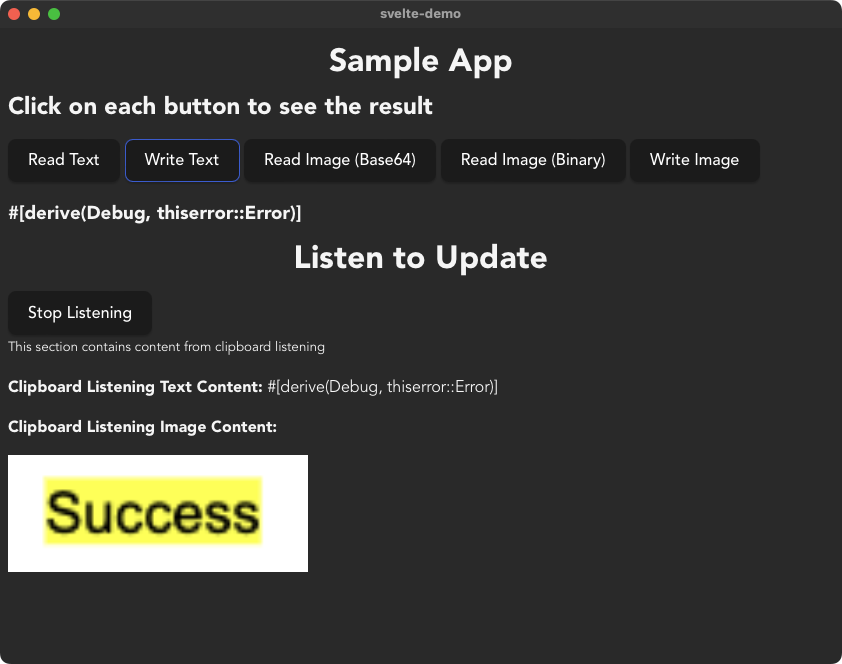 svelte-demo
Sample App
Click on each button to see the result
Read Text Write Text Read Image (Base64) Read Image (Binary) Write Image
#[derive(Debug, thiserror::Error)]
Listen to Update
Stop Listening
This section contains content from clipboard listening
Clipboard Listening Text Content: #[derive(Debug, thiserror::Error)]
Clipboard Listening Image Content:
Success